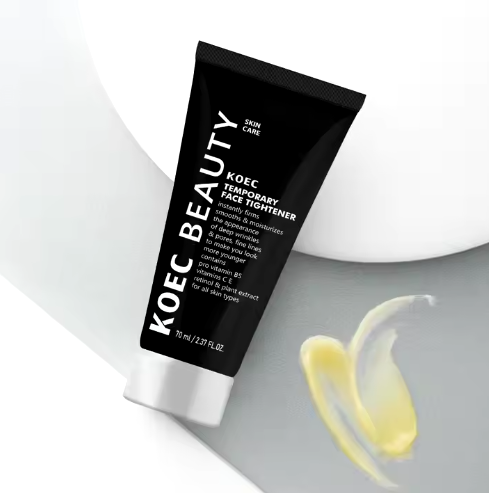 KOEC BEAUTY
SKIN
CARE
KOEC
TEMPORARY
FACE TIGHTENER
instantly firms
smooths & moisturizes
the appearance
of deep wrinkles
& pores, fine lines
to make you look
more younger
contains
pro vitamin B5
vitamins C E
retinol & plant extract
for all skin types
70 ml / 2.37 FL.OZ.